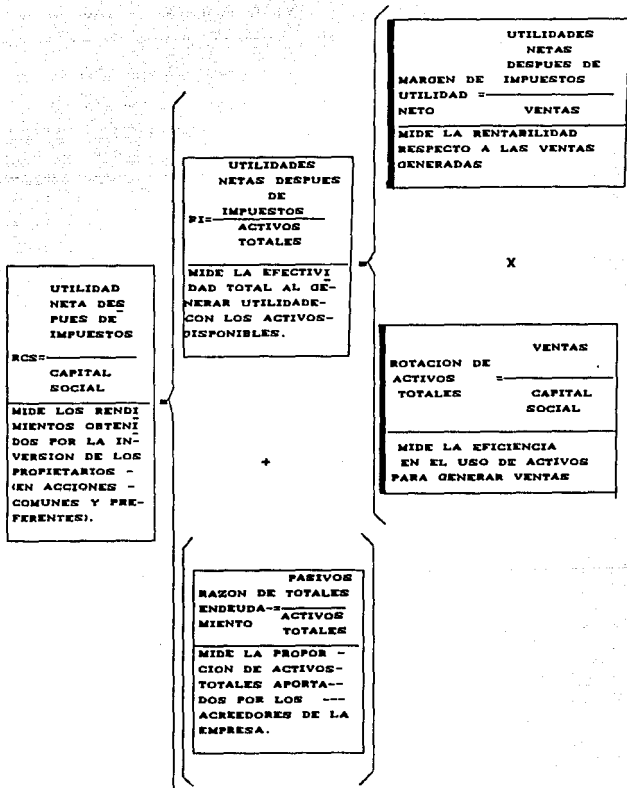 UTILIDAD
NETA DES
PUES DE
IMPUESTOS
RCS=
CAPITAL
SOCIAL
MIDE LOS RENDI
MIENTOS OBTENI
DOS POR LA IN-
VERSION DE LOS
PROPIETARIOS -
(EN ACCIONES -
COMUNES Y PRE-
FERENTES).
=
UTILIDADES
NETAS DESPUES
DE
IMPUESTOS
RI=
ACTIVOS
TOTALES
MIDE LA EFECTIVI
DAD TOTAL AL GE-
NERAR UTILIDADE-
CON LOS ACTIVOS-
DISPONIBLES.
+
PASIVOS
RAZON DE TOTALES
ENDEUDA-=
ACTIVOS
MIENTO
TOTALES
MIDE LA PROPOR -
CION DE ACTIVOS-
TOTALES APORTA--
DOS POR LOS ---
ACREEDORES DE LA
EMPRESA.
=
UTILIDADES
NETAS
DESPUES DE
MARGEN DE IMPUESTOS
UTILIDAD =
NETO VENTAS
MIDE LA RENTABILIDAD
RESPECTO A LAS VENTAS
GENERADAS
X
VENTAS
ROTACION DE
ACTIVOS =
TOTALES CAPITAL
SOCIAL
MIDE LA EFICIENCIA
EN EL USO DE ACTIVOS
PARA GENERAR VENTAS